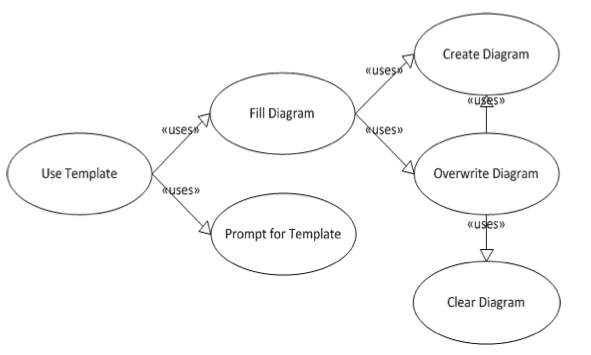 Create Diagram
«uses»
«uses»
Fill Diagram
«uses»
«uses»
Use Template
Overwrite Diagram
«uses»
«uses»
Prompt for Template
Clear Diagram